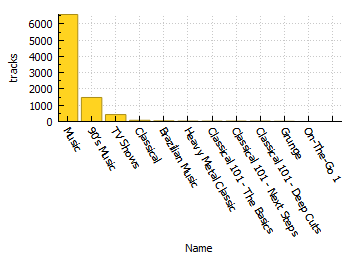 tracks
6000
5000
4000
3000
2000
1000
0
Music
90's Music
TV Shows
Classical
Brazilian Music
Heavy Metal Classic
Classical 101 - The Basics
Classical 101 - Next Steps
Classical 101 - Deep Cuts
Grunge
On-The-Go 1
Name